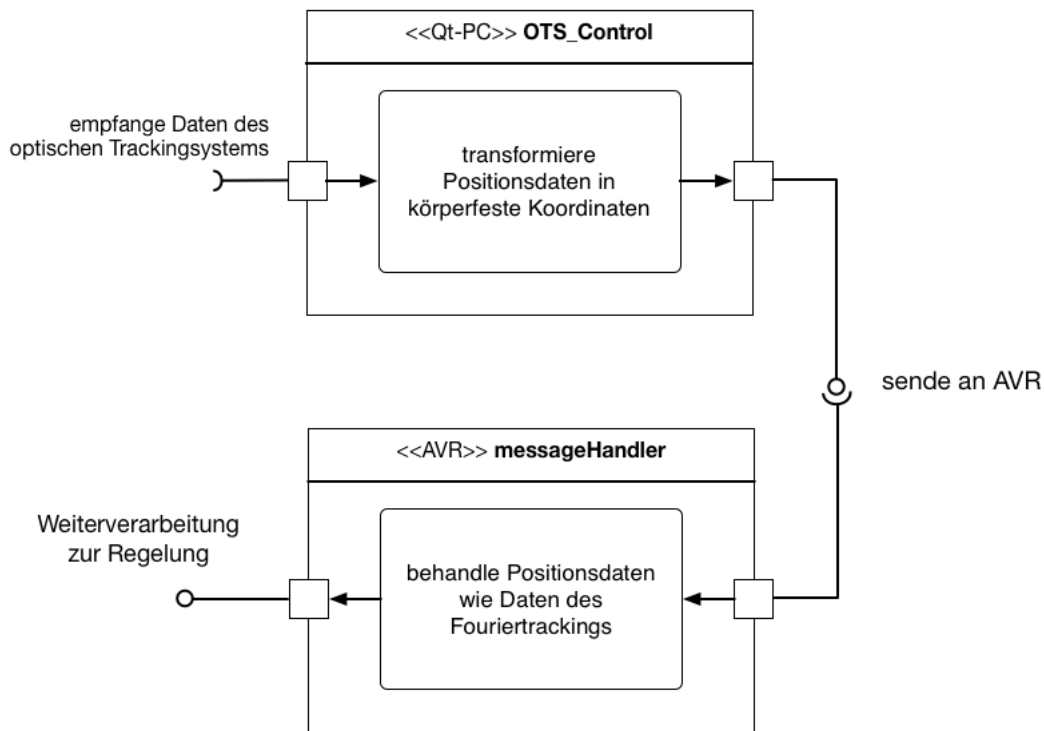 <<Qt-PC>> OTS_Control
empfange Daten des
optischen Trackingsystems
transformiere
Positionsdaten in
körperfeste Koordinaten
sende an AVR
<<AVR>> messageHandler
Weiterverarbeitung
zur Regelung
behandle Positionsdaten
wie Daten des
Fouriertrackings